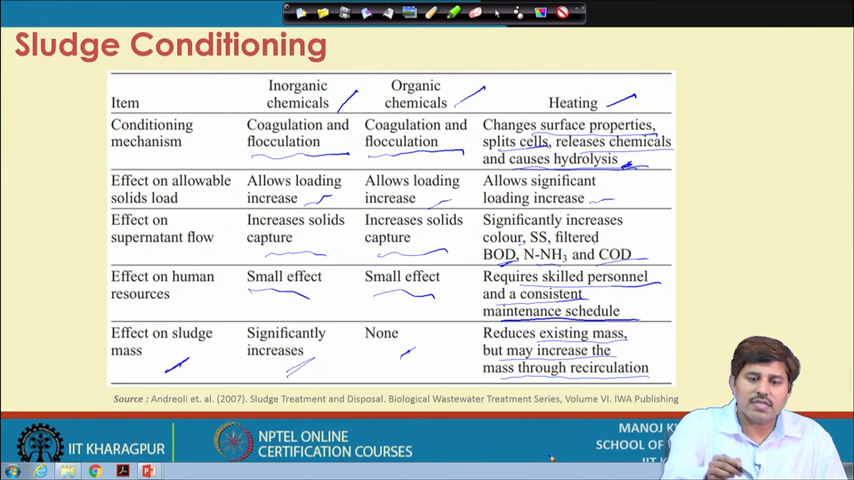 Sludge Conditioning
Inorganic Organic
Item chemicals chemicals Heating
Conditioning Coagulation and Coagulation and Changes surface properties,
mechanism flocculation flocculation splits cells, releases chemicals
and causes hydrolysis
Effect on allowable Allows loading Allows loading Allows significant
solids load increase increase loading increase
Effect on Increases solids Increases solids Significantly increases
supernatant flow capture capture colour, SS, filtered
BOD, N-NH3 and COD
Effect on human Small effect Small effect Requires skilled personnel
resources and a consistent
maintenance schedule
Effect on sludge Significantly None Reduces existing mass,
mass increases but may increase the
mass through recirculation
Source : Andreoli et. al. (2007). Sludge Treatment and Disposal. Biological Wastewater Treatment Series, Volume VI. IWA Publishing
IIT KHARAGPUR
NPTEL ONLINE
CERTIFICATION COURSES
MANOJ
SCHOOL OF